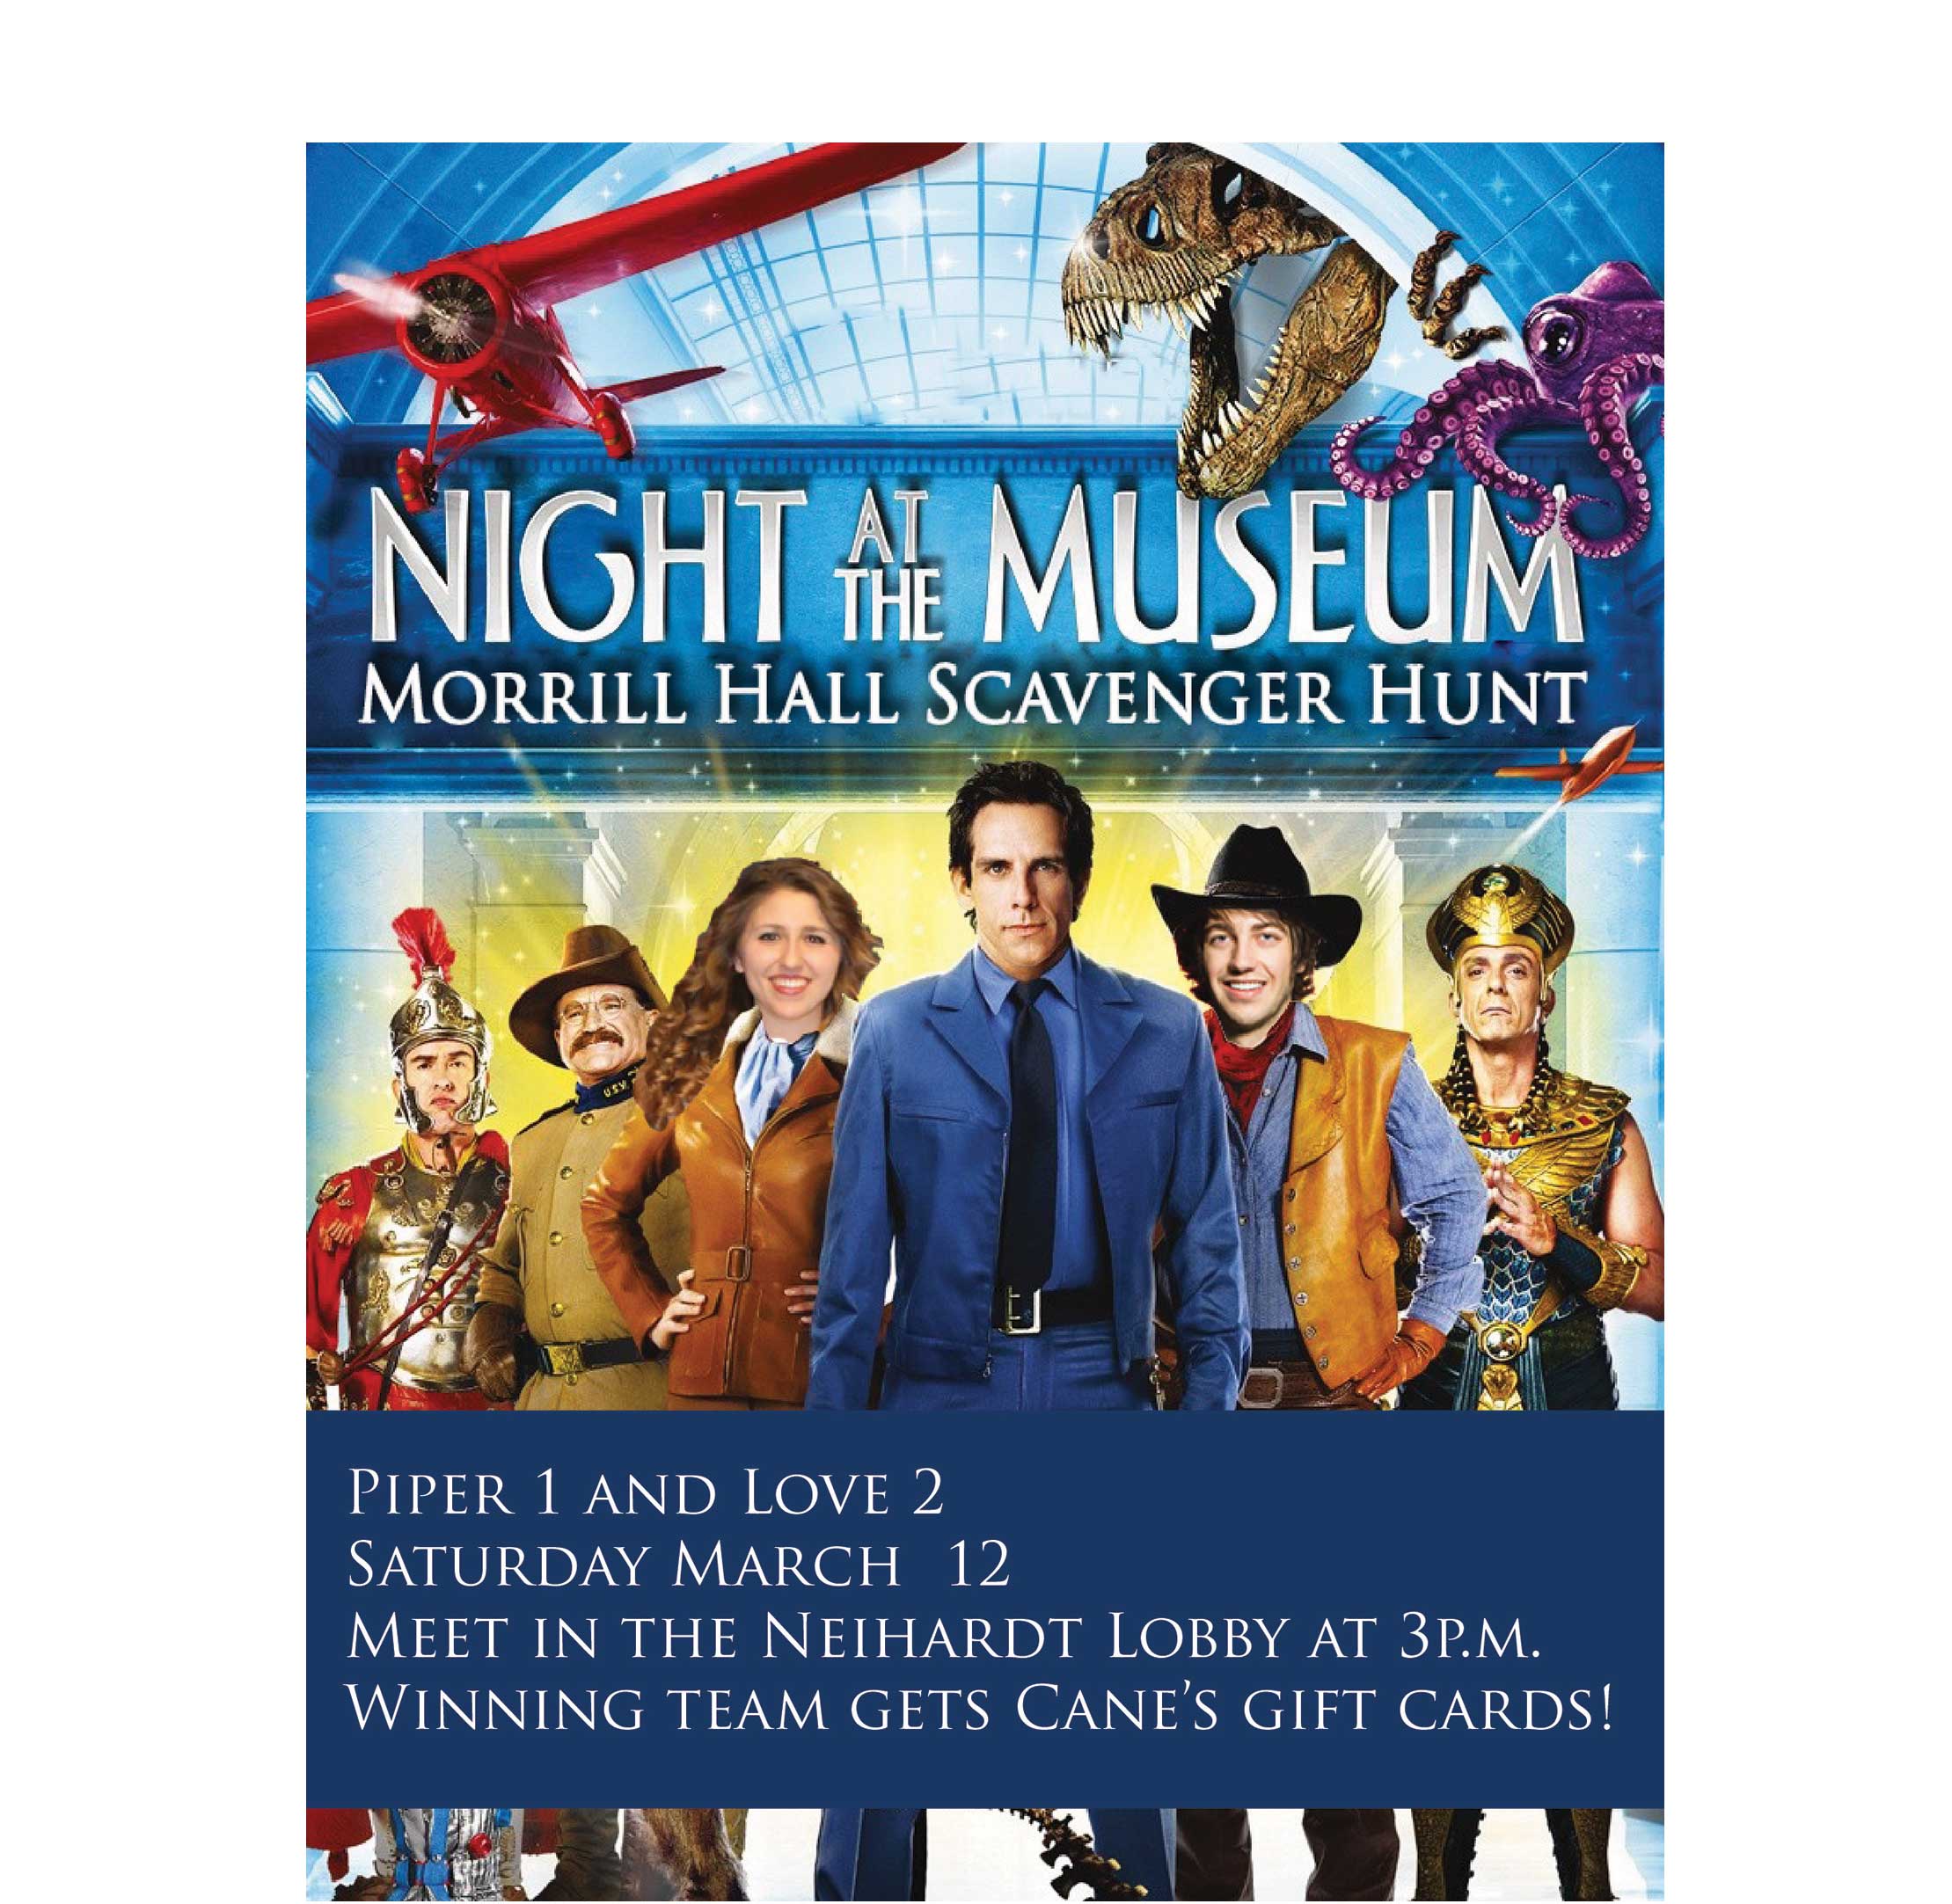 NIGHT AT THE MUSEUM
MORRILL HALL SCAVENGER HUNT
U.S.V.
PIPER 1 AND LOVE 2
SATURDAY MARCH 12
MEET IN THE NEIHARDT LOBBY AT 3P.M.
WINNING TEAM GETS CANE'S GIFT CARDS!